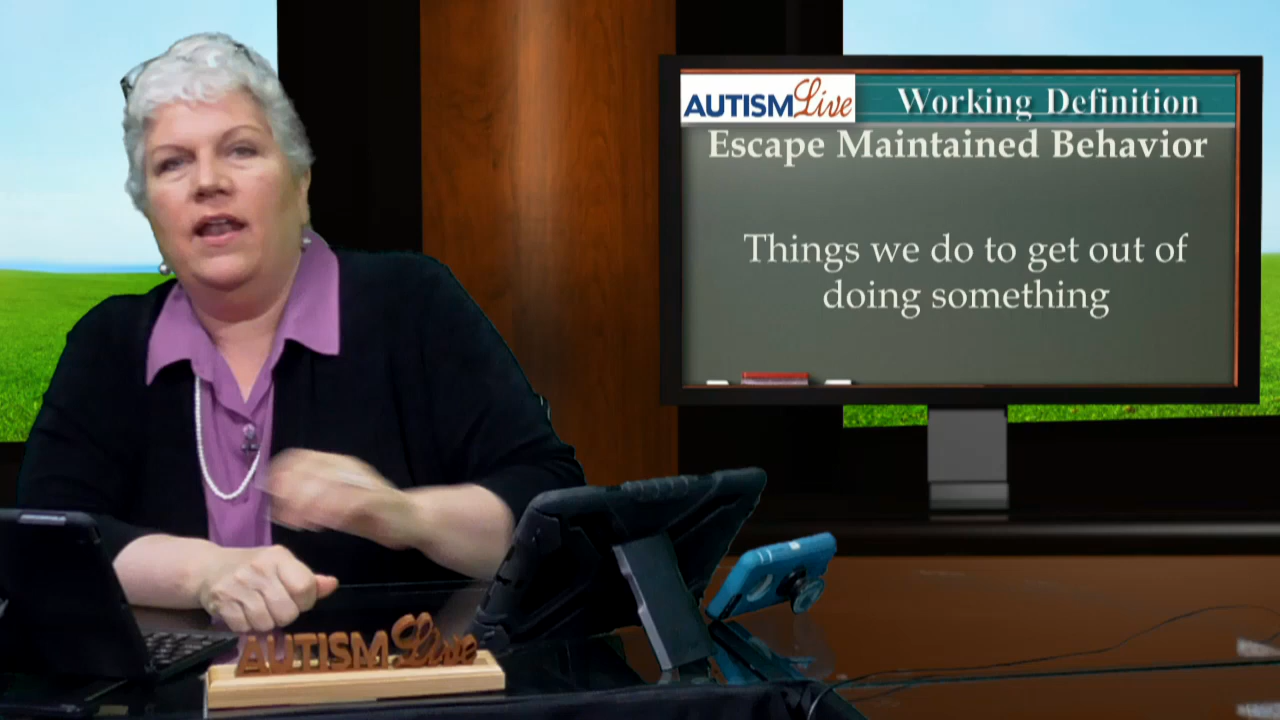 AUTISM Live
Working Definition
Escape Maintained Behavior
Things we do to get out of
doing something
AUTISM Live